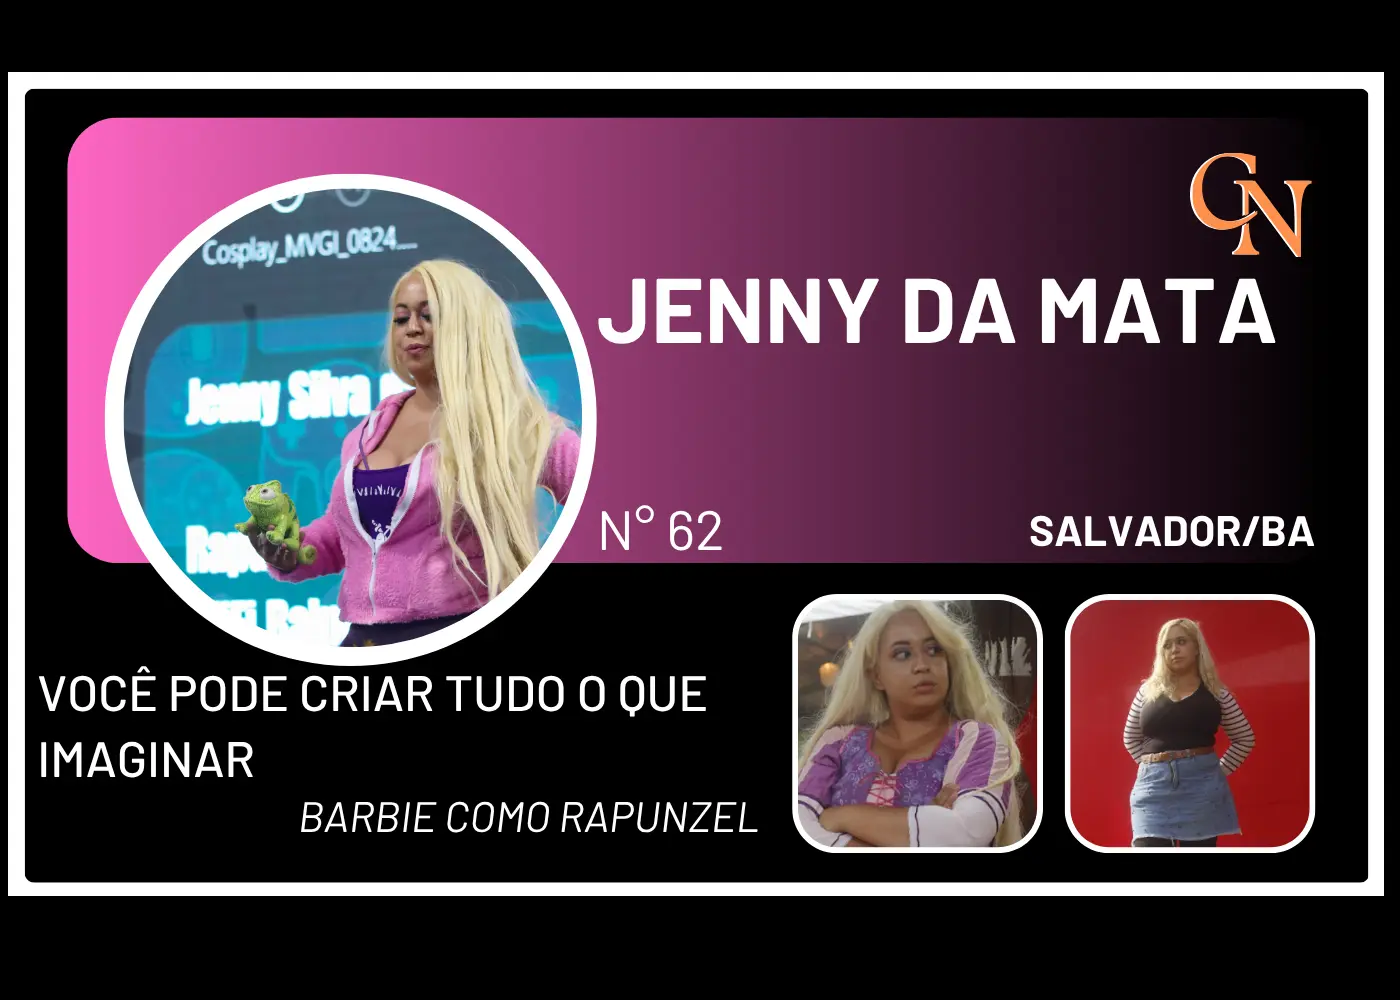 CN
Cosplay_MVGI_0824
JENNY DA MATA
Jenny Silva
N° 62
SALVADOR/BA
VOCÊ PODE CRIAR TUDO O QUE
IMAGINAR
BARBIE COMO RAPUNZEL